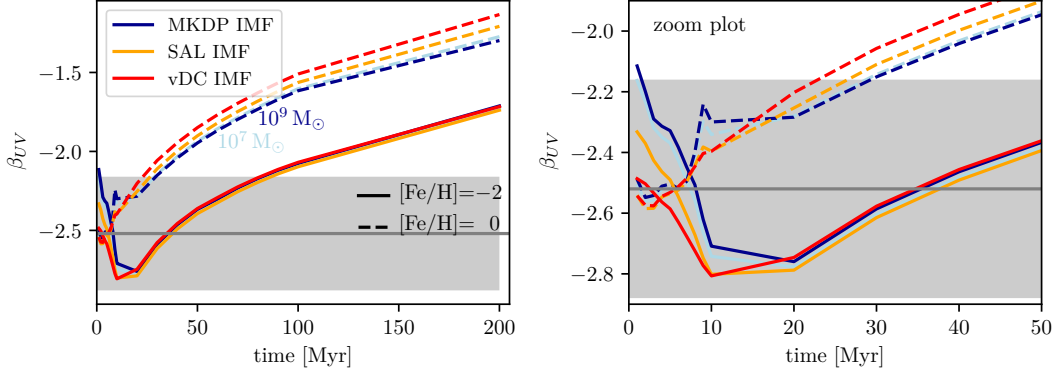 MKDP IMF
SAL IMF
vDC IMF
10⁹ M⊙
10⁷ M⊙
[Fe/H]=−2
[Fe/H]= 0
β_UV
−1.5
−2.0
−2.5
0 50 100 150 200
time [Myr]
zoom plot
β_UV
−2.0
−2.2
−2.4
−2.6
−2.8
0 10 20 30 40 50
time [Myr]